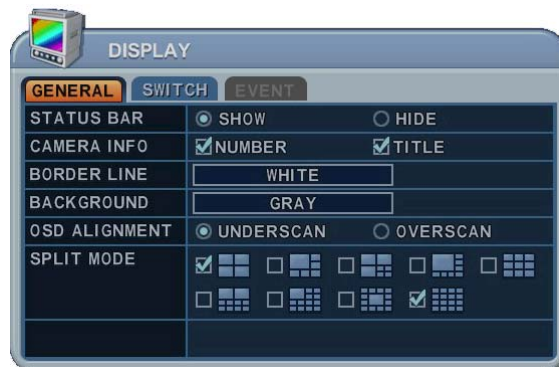 DISPLAY
GENERAL SWITCH EVENT
STATUS BAR SHOW HIDE
CAMERA INFO NUMBER TITLE
BORDER LINE WHITE
BACKGROUND GRAY
OSD ALIGNMENT UNDERSCAN OVERSCAN
SPLIT MODE